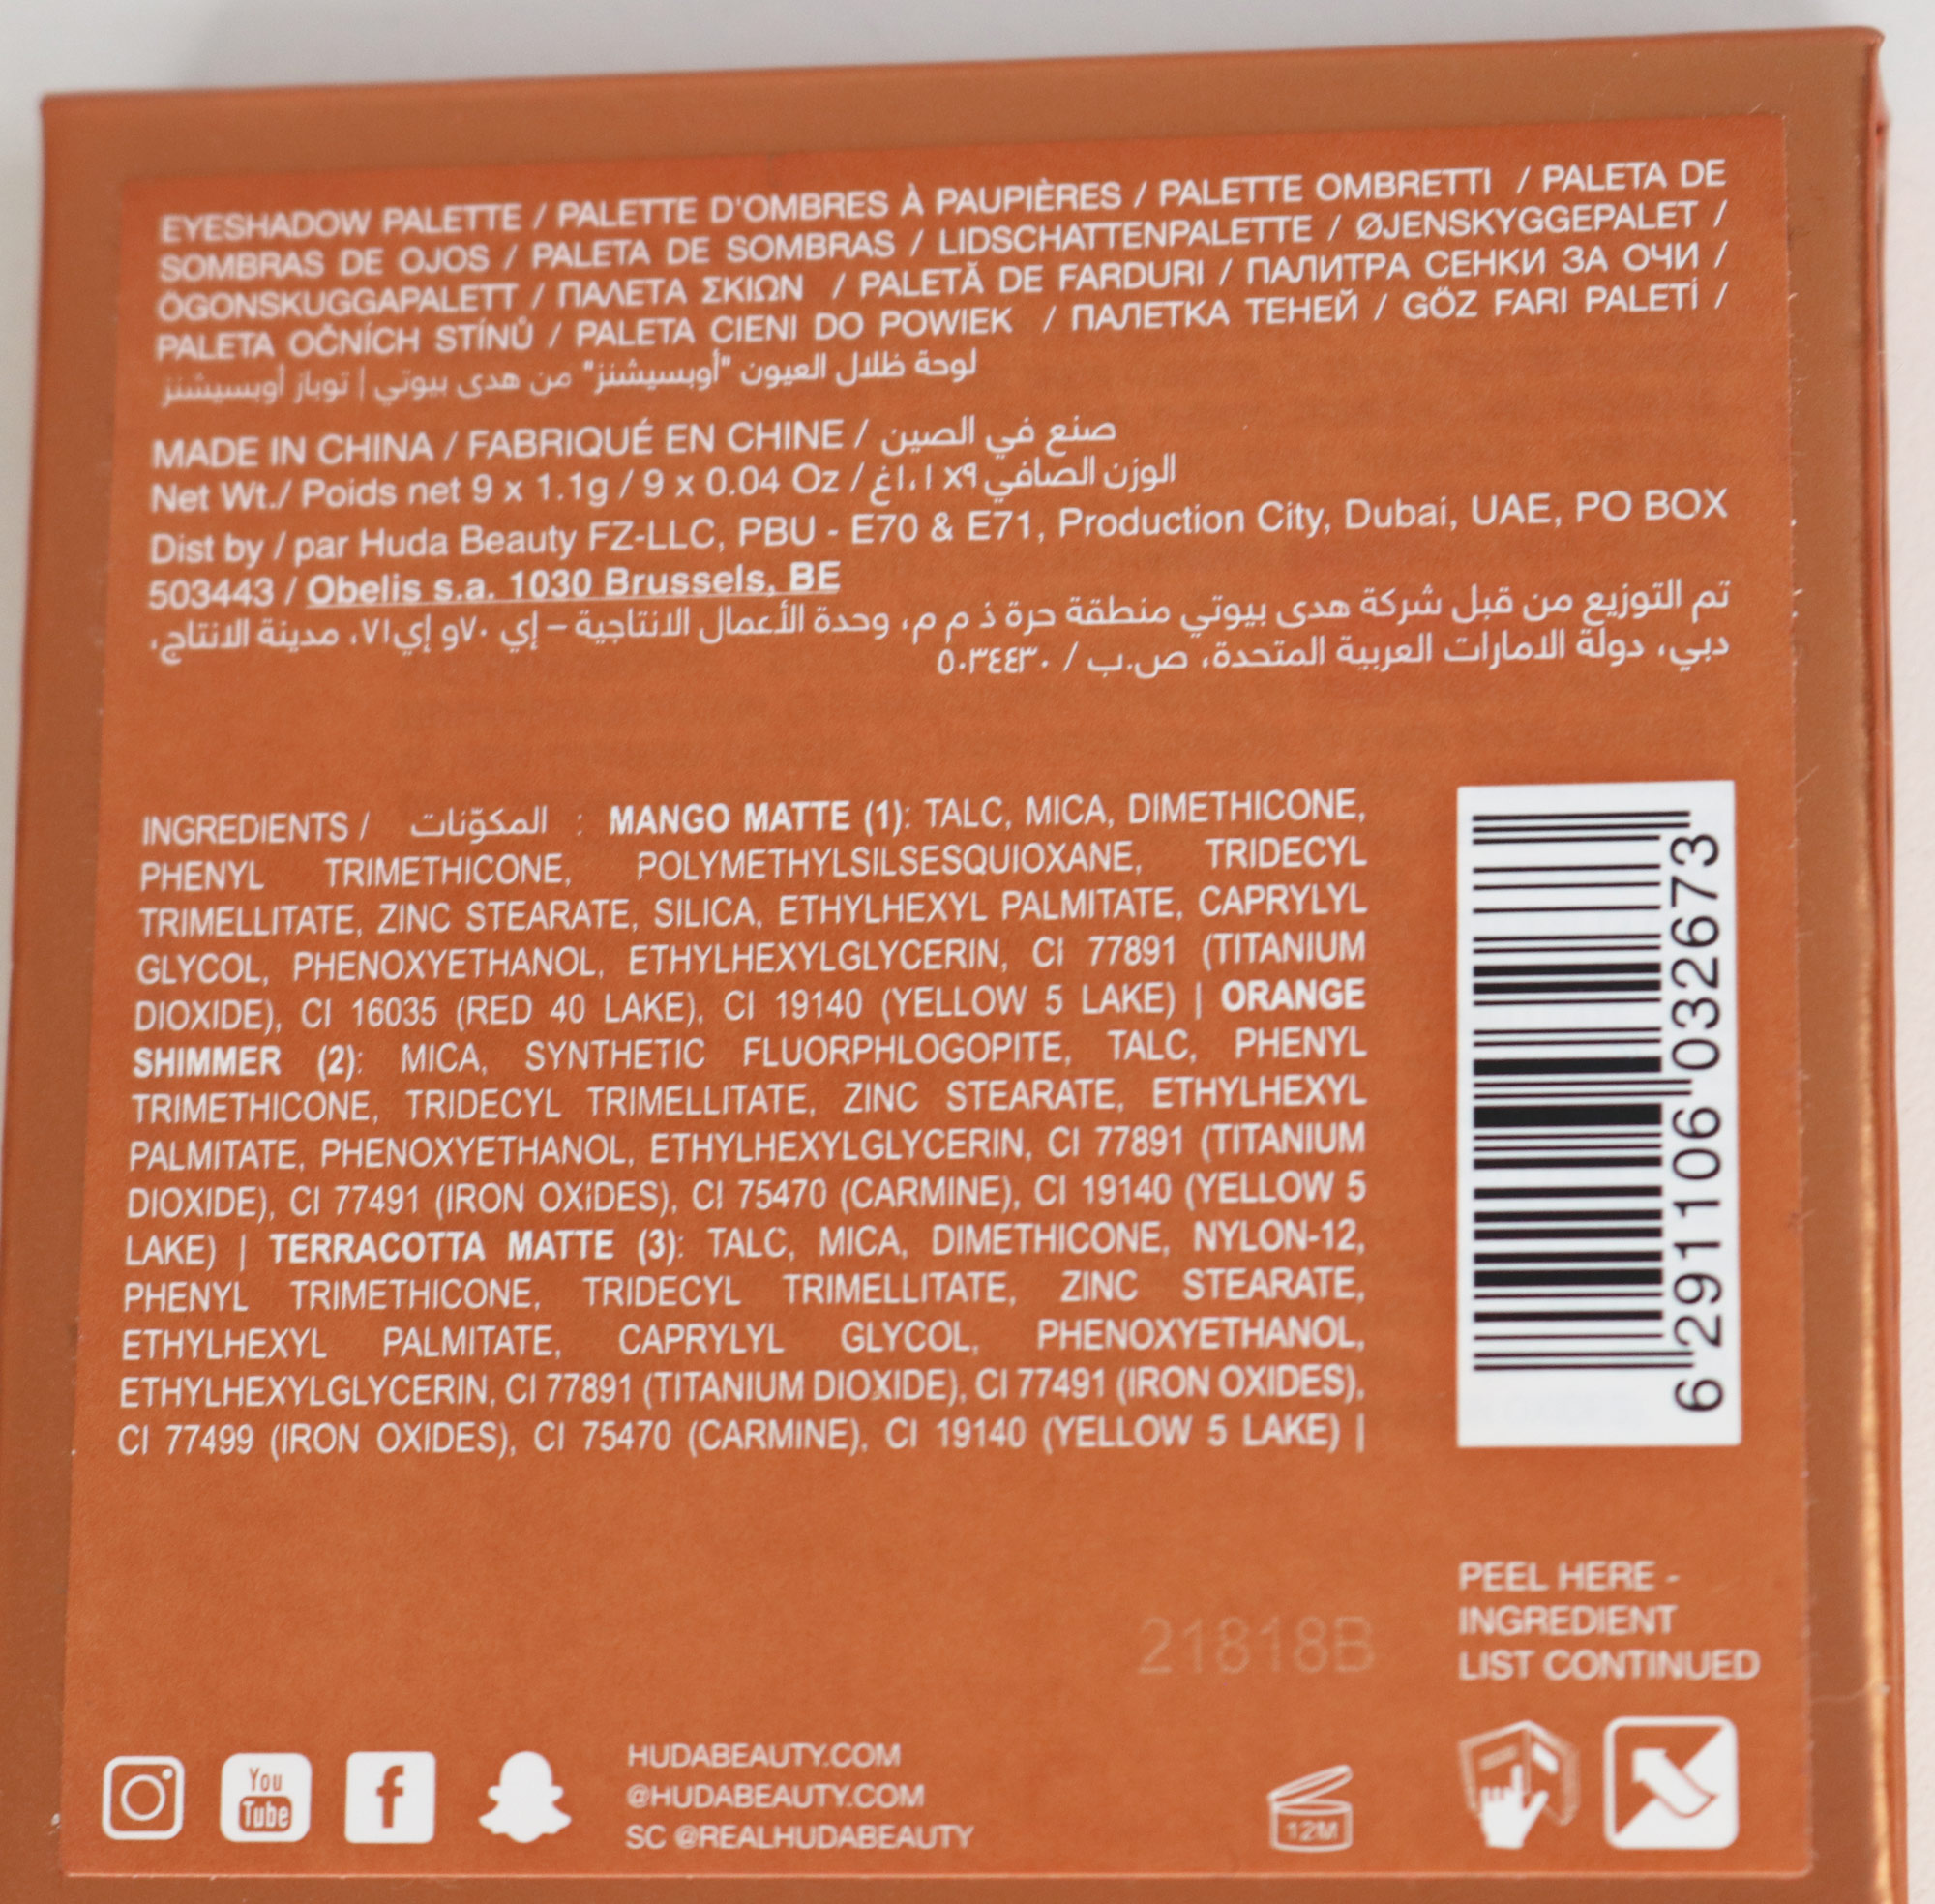 EYESHADOW PALETTE / PALETTE D'OMBRES À PAUPIÈRES / PALETTE OMBRETTI / PALETA DE
SOMBRAS DE OJOS / PALETA DE SOMBRAS / LIDSCHATTENPALETTE / ØJENSKYGGEPALET /
ÖGONSKUGGAPALETT / ΠΑΛΕΤΑ ΣΚΙΩΝ / PALETĂ DE FARDURI / ПАЛИТРА СЕНКИ ЗА ОЧИ /
PALETA OČNÍCH STÍNŮ / PALETA CIENI DO POWIEK / ПАЛЕТКА ТЕНЕЙ / GÖZ FARI PALETİ /
لوحة ظلال العيون "أوبسيشنز" من هدى بيوتي | توباز أوبسيشنز
MADE IN CHINA / FABRIQUÉ EN CHINE / صنع في الصين
Net Wt./ Poids net 9 x 1.1g / 9 x 0.04 Oz / الوزن الصافي ٩x ١،١غ
Dist by / par Huda Beauty FZ-LLC, PBU - E70 & E71, Production City, Dubai, UAE, PO BOX
503443 / Obelis s.a. 1030 Brussels, BE
تم التوزيع من قبل شركة هدى بيوتي منطقة حرة ذ م م، وحدة الأعمال الانتاجية – إي ٧٠و إي٧١، مدينة الانتاج،
دبي، دولة الامارات العربية المتحدة، ص.ب / ٥٠٣٤٤٣٠
INGREDIENTS / المكوّنات : MANGO MATTE (1): TALC, MICA, DIMETHICONE,
PHENYL TRIMETHICONE, POLYMETHYLSILSESQUIOXANE, TRIDECYL
TRIMELLITATE, ZINC STEARATE, SILICA, ETHYLHEXYL PALMITATE, CAPRYLYL
GLYCOL, PHENOXYETHANOL, ETHYLHEXYLGLYCERIN, CI 77891 (TITANIUM
DIOXIDE), CI 16035 (RED 40 LAKE), CI 19140 (YELLOW 5 LAKE) | ORANGE
SHIMMER (2): MICA, SYNTHETIC FLUORPHLOGOPITE, TALC, PHENYL
TRIMETHICONE, TRIDECYL TRIMELLITATE, ZINC STEARATE, ETHYLHEXYL
PALMITATE, PHENOXYETHANOL, ETHYLHEXYLGLYCERIN, CI 77891 (TITANIUM
DIOXIDE), CI 77491 (IRON OXIDES), CI 75470 (CARMINE), CI 19140 (YELLOW 5
LAKE) | TERRACOTTA MATTE (3): TALC, MICA, DIMETHICONE, NYLON-12,
PHENYL TRIMETHICONE, TRIDECYL TRIMELLITATE, ZINC STEARATE,
ETHYLHEXYL PALMITATE, CAPRYLYL GLYCOL, PHENOXYETHANOL,
ETHYLHEXYLGLYCERIN, CI 77891 (TITANIUM DIOXIDE), CI 77491 (IRON OXIDES),
CI 77499 (IRON OXIDES), CI 75470 (CARMINE), CI 19140 (YELLOW 5 LAKE) |
6 291106 032673
21818B
PEEL HERE -
INGREDIENT
LIST CONTINUED
You
Tube
HUDABEAUTY.COM
@HUDABEAUTY.COM
SC @REALHUDABEAUTY
12M